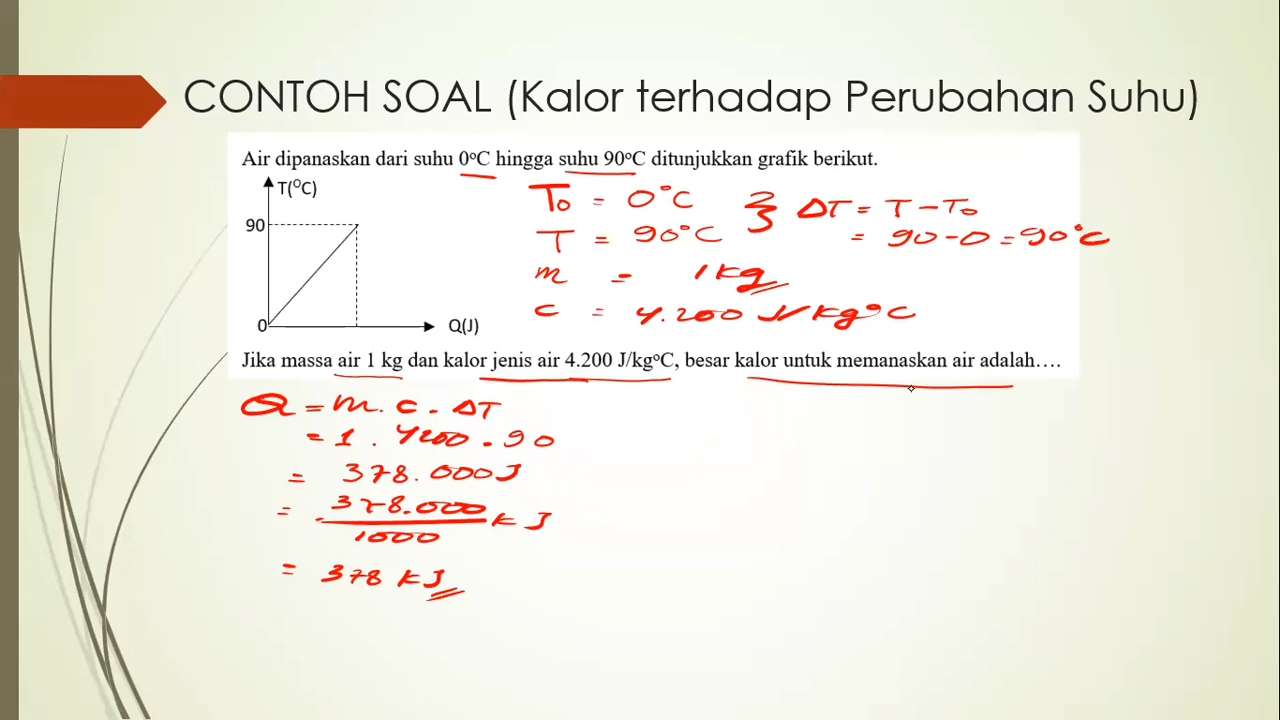 CONTOH SOAL (Kalor terhadap Perubahan Suhu)
Air dipanaskan dari suhu 0°C hingga suhu 90°C ditunjukkan grafik berikut.
T(°C)
90
0
Q(J)
T₀ = 0°C
T = 90°C
m = 1 kg
c = 4.200 J/kg°C
ΔT = T - T₀
= 90 - 0 = 90°C
Jika massa air 1 kg dan kalor jenis air 4.200 J/kg°C, besar kalor untuk memanaskan air adalah….
Q = m. c. ΔT
= 1 . 4200 . 90
= 378.000 J
= 378.000/1000 kJ
= 378 kJ